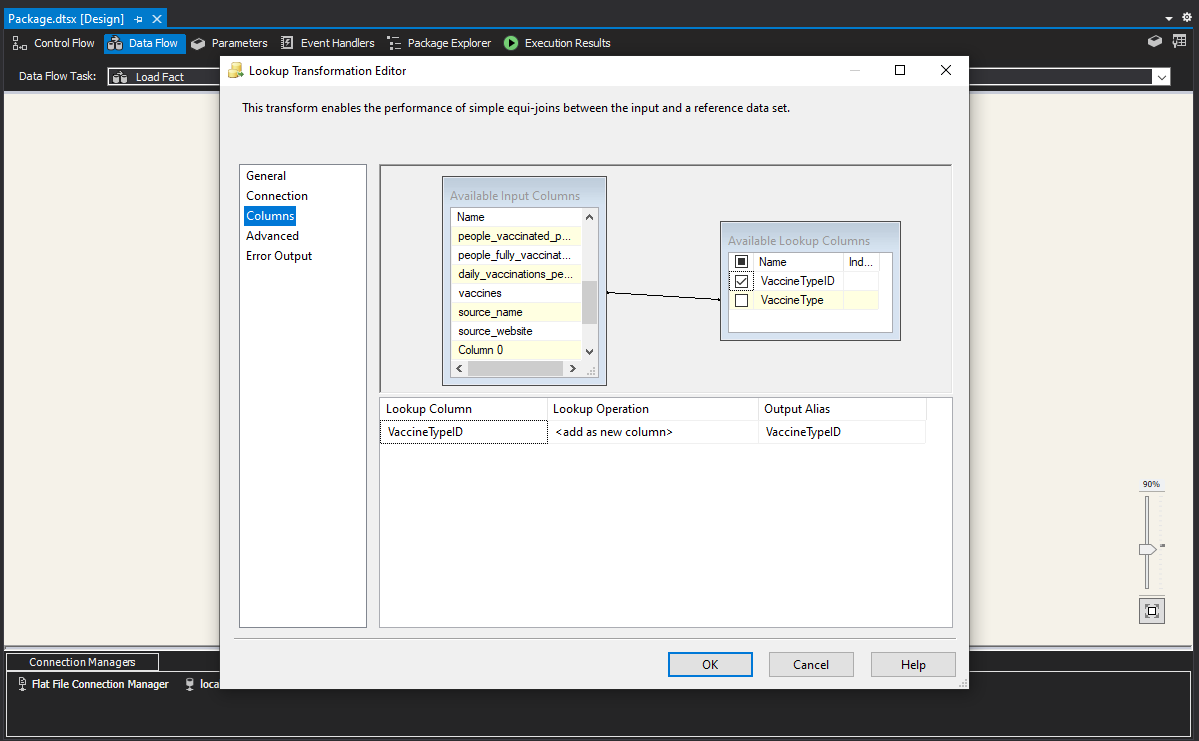 Package.dtsx [Design]
Control Flow
Data Flow
Parameters
Event Handlers
Package Explorer
Execution Results
Data Flow Task:
Load Fact
Lookup Transformation Editor
This transform enables the performance of simple equi-joins between the input and a reference data set.
General
Connection
Columns
Advanced
Error Output
Available Input Columns
Name
people_vaccinated_p...
people_fully_vaccinat...
daily_vaccinations_pe...
vaccines
source_name
source_website
Column 0
Available Lookup Columns
Name Ind...
VaccineTypeID
VaccineType
Lookup Column Lookup Operation Output Alias
VaccineTypeID <add as new column> VaccineTypeID
90%
OK Cancel Help
Connection Managers
Flat File Connection Manager loca